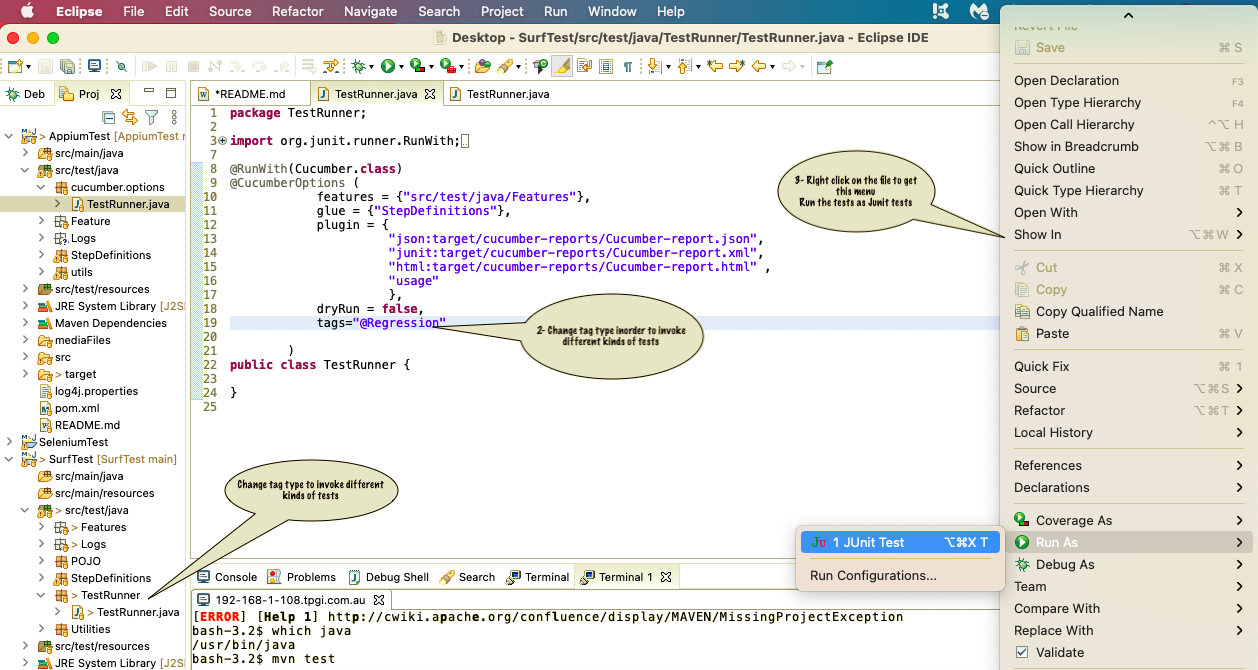 Eclipse File Edit Source Refactor Navigate Search Project Run Window Help
Desktop - SurfTest/src/test/java/TestRunner/TestRunner.java - Eclipse IDE
Deb
Proj
AppiumTest [AppiumTest r
src/main/java
src/test/java
cucumber.options
TestRunner.java
Feature
Logs
StepDefinitions
utils
src/test/resources
JRE System Library [J2S
Maven Dependencies
mediaFiles
src
> target
log4j.properties
pom.xml
README.md
SeleniumTest
> SurfTest [SurfTest main]
src/main/java
src/main/resources
> src/test/java
> Features
> Logs
POJO
StepDefinitions
> TestRunner
> TestRunner.java
Utilities
src/test/resources
JRE System Library [J2S
*README.md
TestRunner.java
TestRunner.java
1 package TestRunner;
2
3 import org.junit.runner.RunWith;
7
8 @RunWith(Cucumber.class)
9 @CucumberOptions (
10 features = {"src/test/java/Features"},
11 glue = {"StepDefinitions"},
12 plugin = {
13 "json:target/cucumber-reports/Cucumber-report.json",
14 "junit:target/cucumber-reports/Cucumber-report.xml",
15 "html:target/cucumber-reports/Cucumber-report.html" ,
16 "usage"
17 },
18 dryRun = false,
19 tags="@Regression"
20
21 )
22 public class TestRunner {
23
24 }
25
3- Right click on the file to get
this menu
Run the tests as Junit tests
2- Change tag type inorder to invoke
different kinds of tests
Change tag type to invoke different
kinds of tests
Console
Problems
Debug Shell
Search
Terminal
Terminal 1
192-168-1-108.tpgi.com.au
[ERROR] [Help 1] http://cwiki.apache.org/confluence/display/MAVEN/MissingProjectException
bash-3.2$ which java
/usr/bin/java
bash-3.2$ mvn test
Revert File
Save ⌘ S
Open Declaration F3
Open Type Hierarchy F4
Open Call Hierarchy ^⌥ H
Show in Breadcrumb ⌥⌘ B
Quick Outline ⌘ O
Quick Type Hierarchy ⌘ T
Open With
Show In ⌥⌘W
Cut ⌘ X
Copy ⌘ C
Copy Qualified Name
Paste ⌘ V
Quick Fix ⌘ 1
Source ⌥⌘S
Refactor ⌥⌘T
Local History
References
Declarations
Coverage As
Run As
Debug As
Team
Compare With
Replace With
Validate
Ju 1 JUnit Test ⌥⌘X T
Run Configurations...